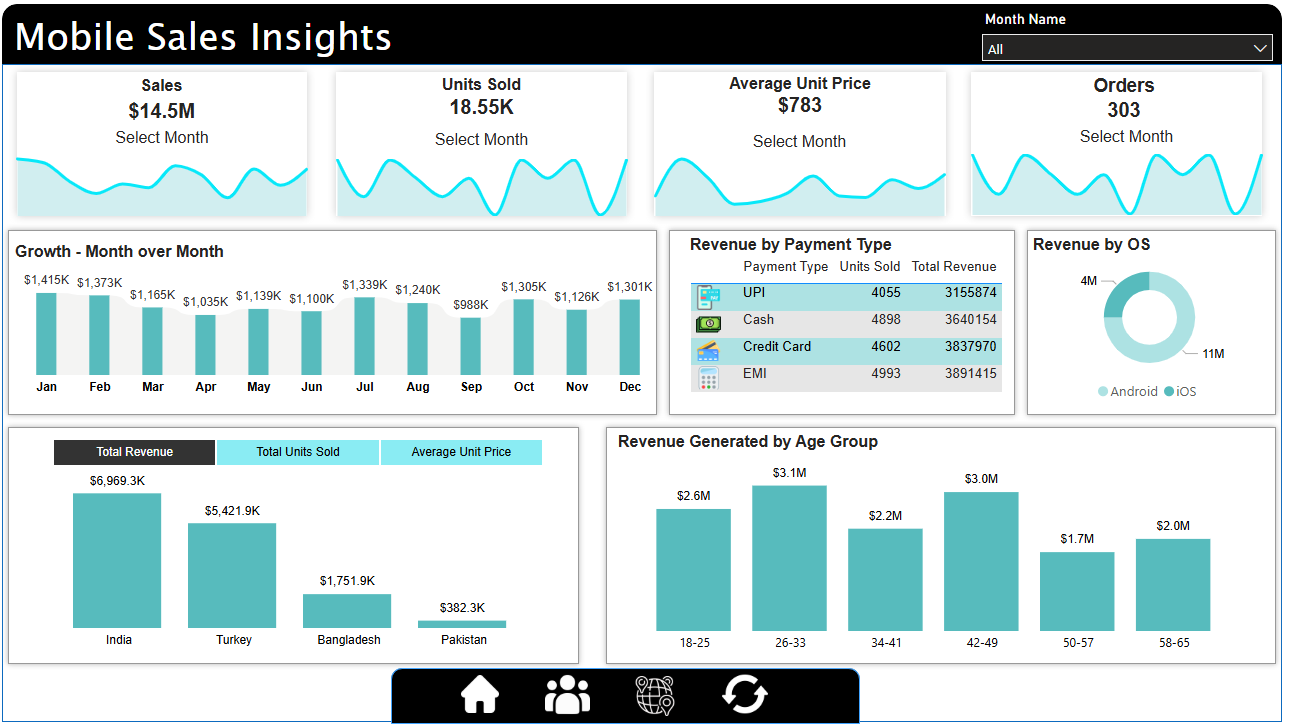 Mobile Sales Insights
Month Name
All
Sales
$14.5M
Select Month
Units Sold
18.55K
Select Month
Average Unit Price
$783
Select Month
Orders
303
Select Month
Growth - Month over Month
$1,415K $1,373K $1,165K $1,035K $1,139K $1,100K $1,339K $1,240K $988K $1,305K $1,126K $1,301K
Jan Feb Mar Apr May Jun Jul Aug Sep Oct Nov Dec
Revenue by Payment Type
Payment Type Units Sold Total Revenue
UPI 4055 3155874
Cash 4898 3640154
Credit Card 4602 3837970
EMI 4993 3891415
Revenue by OS
4M
11M
Android iOS
Total Revenue Total Units Sold Average Unit Price
$6,969.3K $5,421.9K $1,751.9K $382.3K
India Turkey Bangladesh Pakistan
Revenue Generated by Age Group
$2.6M $3.1M $2.2M $3.0M $1.7M $2.0M
18-25 26-33 34-41 42-49 50-57 58-65